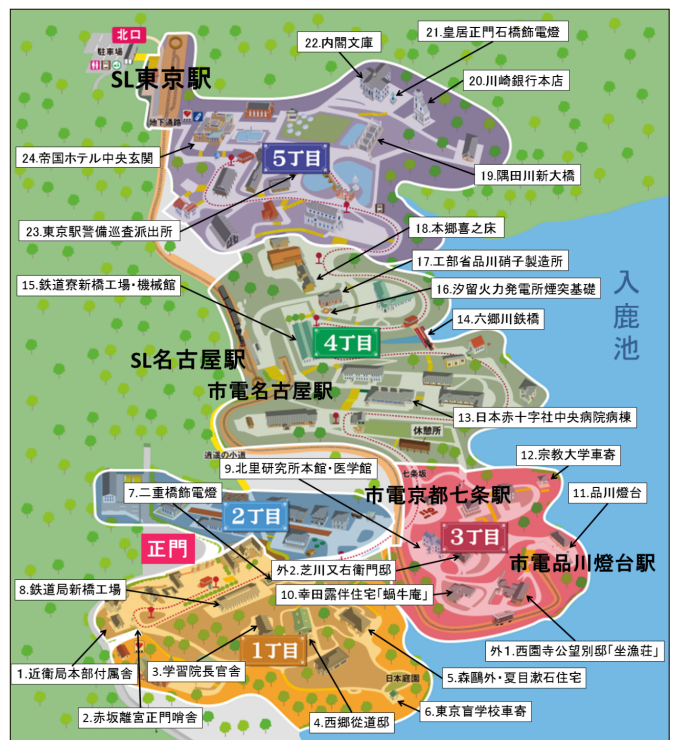 北口
駐車場
SL東京駅
地下通路
22.内閣文庫
21.皇居正門石橋飾電燈
20.川崎銀行本店
24.帝国ホテル中央玄関
5丁目
19.隅田川新大橋
23.東京駅警備巡査派出所
18.本郷喜之床
17.工部省品川硝子製造所
15.鉄道寮新橋工場・機械館
16.汐留火力発電所煙突基礎
入鹿池
14.六郷川鉄橋
4丁目
SL名古屋駅
市電名古屋駅
13.日本赤十字社中央病院病棟
休憩所
逍遥の小道
9.北里研究所本館・医学館
七条坂
12.宗教大学車寄
7.二重橋飾電燈
市電京都七条駅
11.品川燈台
2丁目
3丁目
正門
外2.芝川又右衛門邸
市電品川燈台駅
8.鉄道局新橋工場
10.幸田露伴住宅「蝸牛庵」
1.近衛局本部付属舎
3.学習院長官舎
1丁目
外1.西園寺公望別邸「坐漁荘」
日本庭園
5.森鷗外・夏目漱石住宅
2.赤坂離宮正門哨舎
4.西郷從道邸
6.東京盲学校車寄